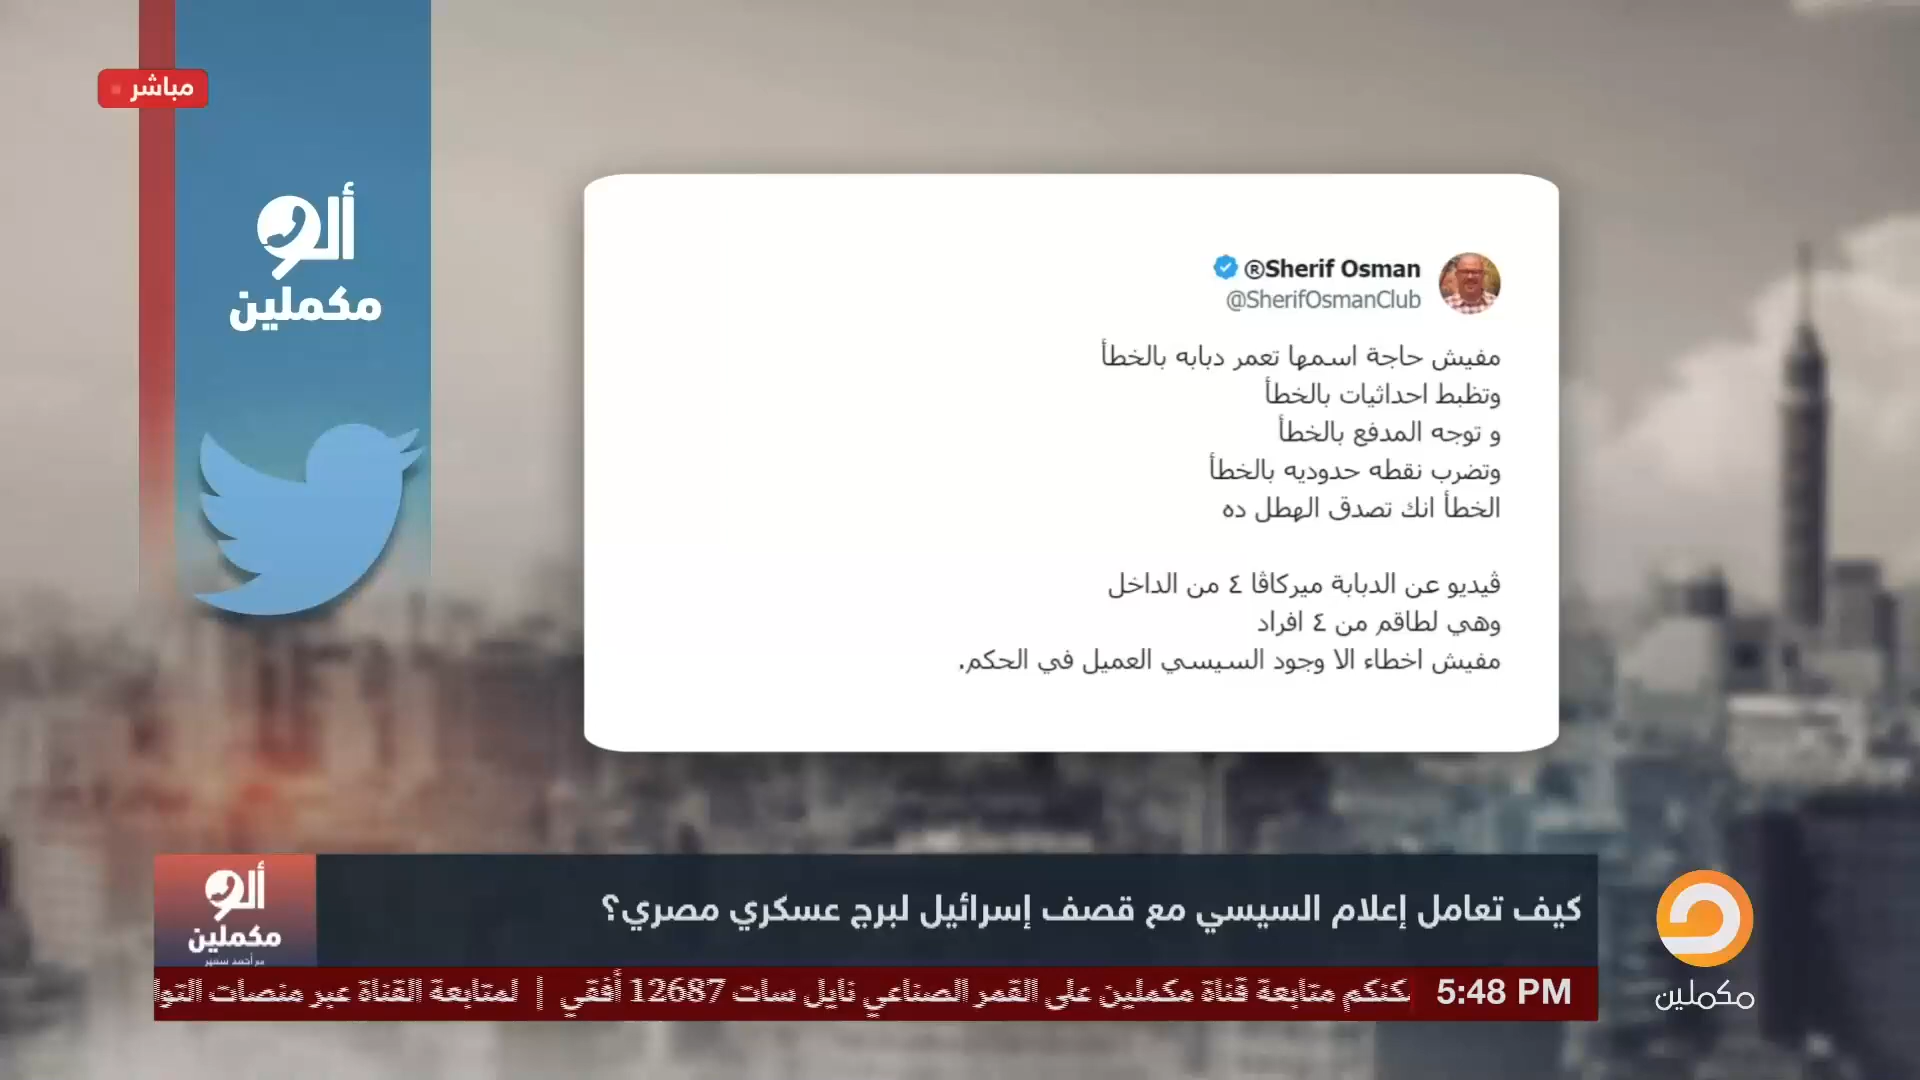 مباشر
ألو
مكملين
Sherif Osman®
@SherifOsmanClub
مفيش حاجة اسمها تعمر دبابه بالخطأ
وتظبط احداثيات بالخطأ
و توجه المدفع بالخطأ
وتضرب نقطه حدوديه بالخطأ
الخطأ انك تصدق الهطل ده
ڤيديو عن الدبابة ميركاڤا ٤ من الداخل
وهي لطاقم من ٤ افراد
مفيش اخطاء الا وجود السيسي العميل في الحكم.
كيف تعامل إعلام السيسي مع قصف إسرائيل لبرج عسكري مصري؟
ألو
مكملين
مع أحمد سمير
5:48 PM
متابعة قناة مكملين على القمر الصناعي نايل سات 12687 أفقي | لمتابعة القناة عبر منصات
مكملين